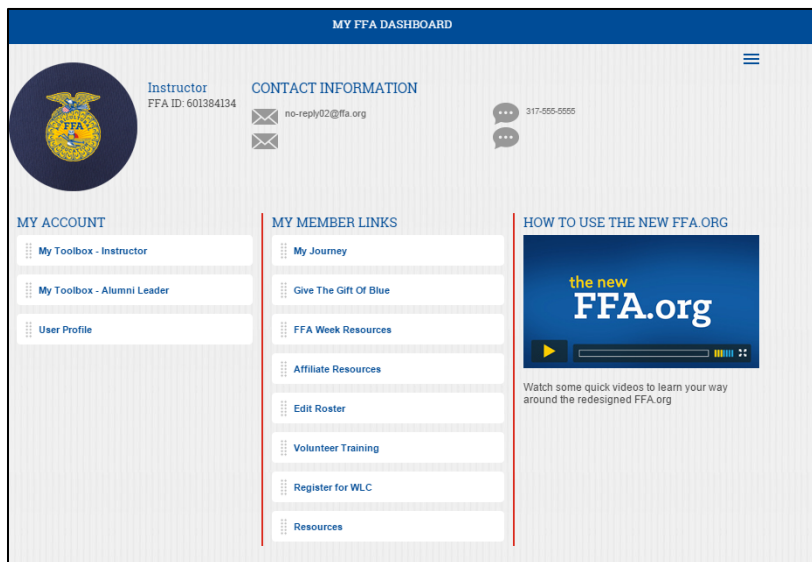 MY FFA DASHBOARD
Instructor
FFA ID: 601384134
CONTACT INFORMATION
no-reply02@ffa.org
317-555-5555
FFA
MY ACCOUNT
My Toolbox - Instructor
My Toolbox - Alumni Leader
User Profile
MY MEMBER LINKS
My Journey
Give The Gift Of Blue
FFA Week Resources
Affiliate Resources
Edit Roster
Volunteer Training
Register for WLC
Resources
HOW TO USE THE NEW FFA.ORG
the new
FFA.org
Watch some quick videos to learn your way
around the redesigned FFA.org